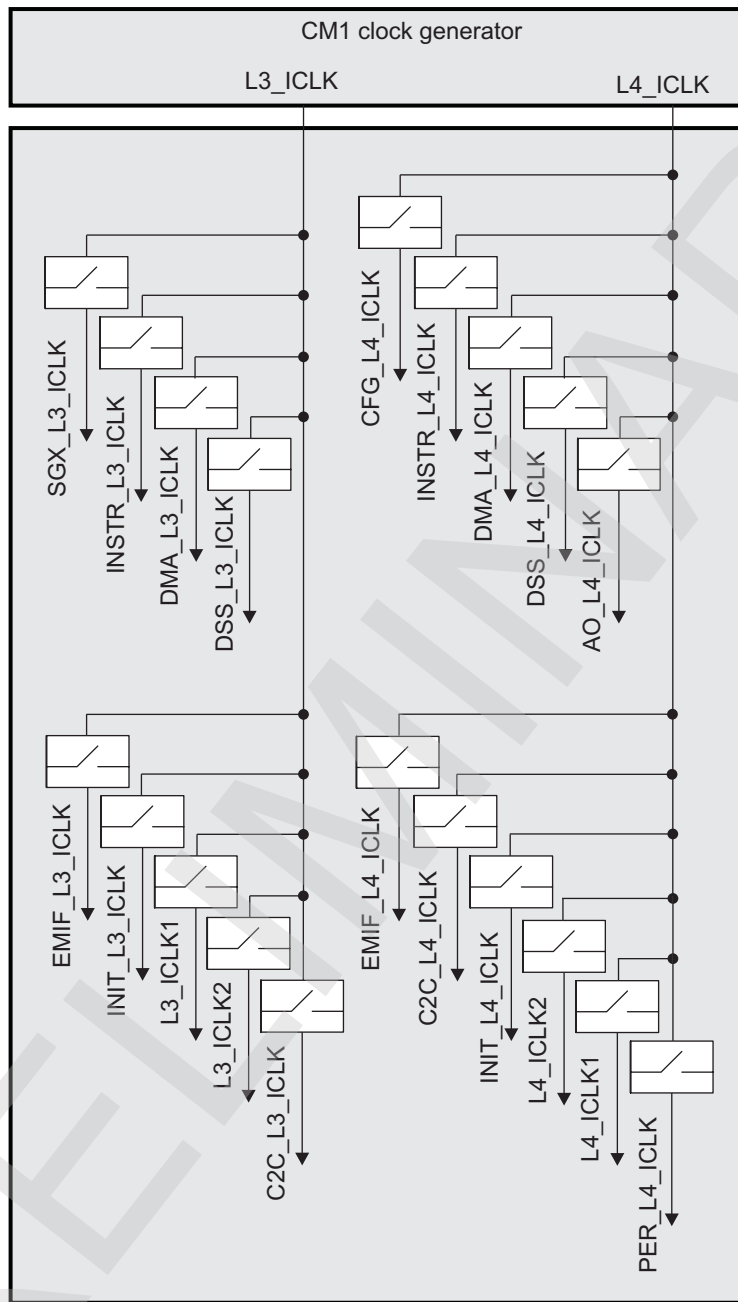 CM1 clock generator
L3_ICLK
L4_ICLK
SGX_L3_ICLK
INSTR_L3_ICLK
DMA_L3_ICLK
DSS_L3_ICLK
CFG_L4_ICLK
INSTR_L4_ICLK
DMA_L4_ICLK
DSS_L4_ICLK
AO_L4_ICLK
EMIF_L3_ICLK
INIT_L3_ICLK
L3_ICLK1
L3_ICLK2
C2C_L3_ICLK
EMIF_L4_ICLK
C2C_L4_ICLK
INIT_L4_ICLK
L4_ICLK2
L4_ICLK1
PER_L4_ICLK